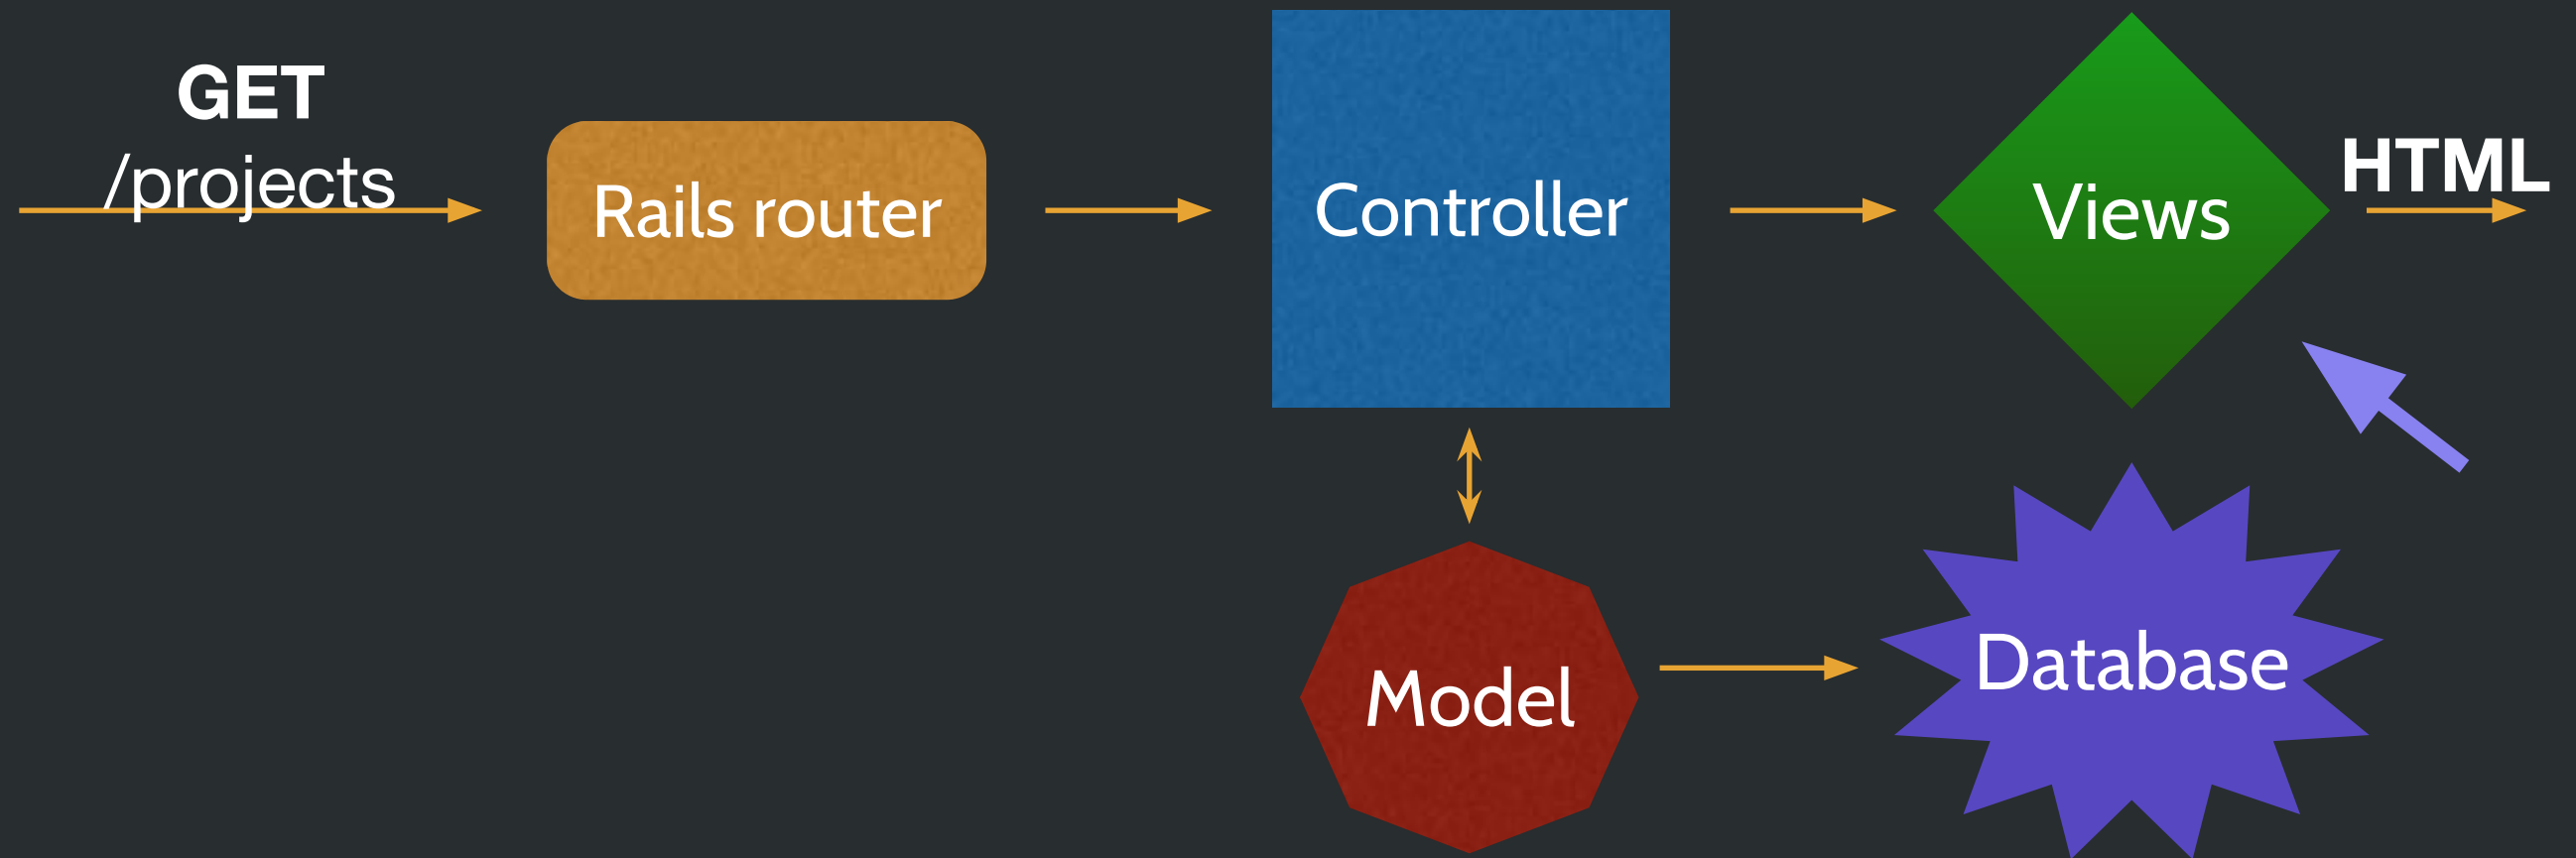 GET
/projects
Rails router
Controller
Views
HTML
Model
Database